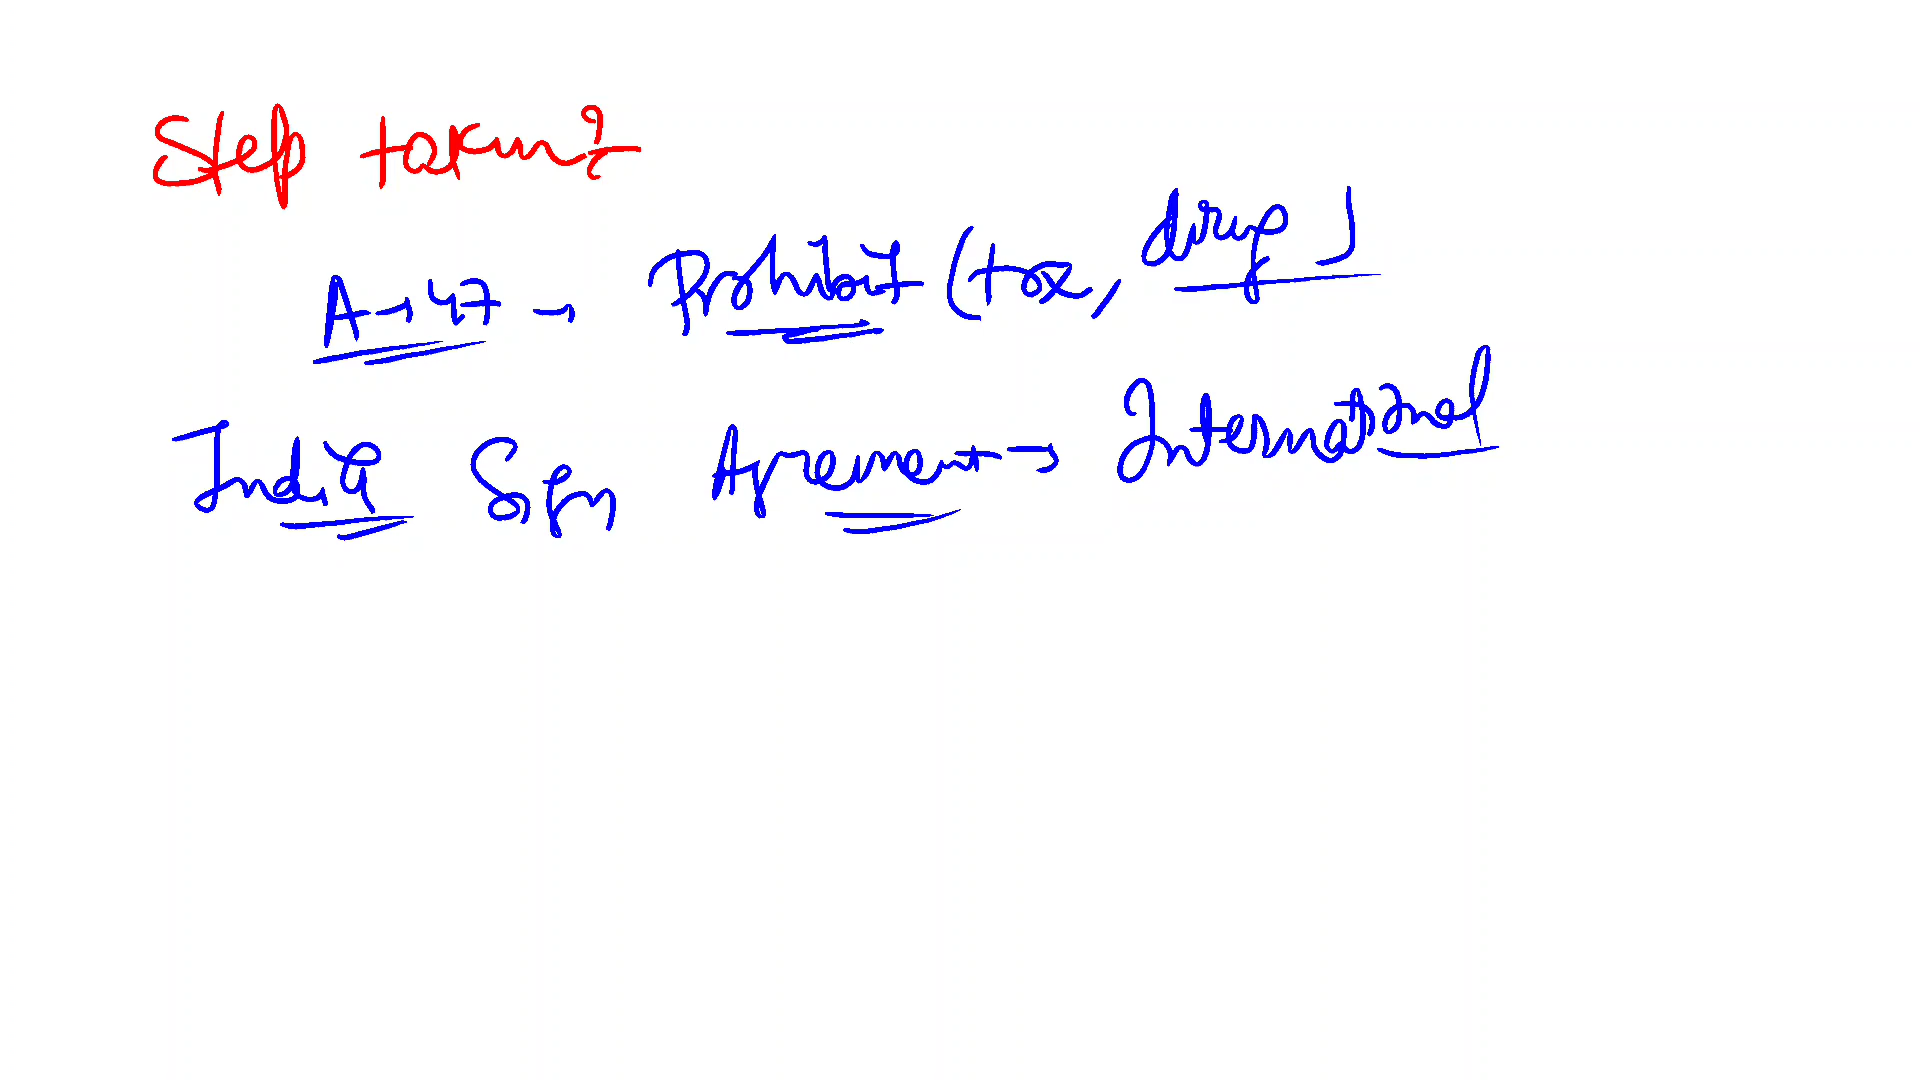 Step taken?
A → 47 → Prohibit (tox, drug)
India Sign Agreement → International